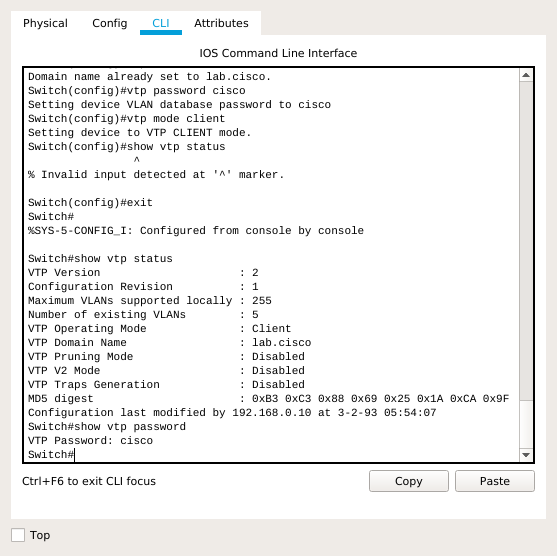 Physical Config CLI Attributes
IOS Command Line Interface
Domain name already set to lab.cisco.
Switch(config)#vtp password cisco
Setting device VLAN database password to cisco
Switch(config)#vtp mode client
Setting device to VTP CLIENT mode.
Switch(config)#show vtp status
^
% Invalid input detected at '^' marker.
Switch(config)#exit
Switch#
%SYS-5-CONFIG_I: Configured from console by console
Switch#show vtp status
VTP Version : 2
Configuration Revision : 1
Maximum VLANs supported locally : 255
Number of existing VLANs : 5
VTP Operating Mode : Client
VTP Domain Name : lab.cisco
VTP Pruning Mode : Disabled
VTP V2 Mode : Disabled
VTP Traps Generation : Disabled
MD5 digest : 0xB3 0xC3 0x88 0x69 0x25 0x1A 0xCA 0x9F
Configuration last modified by 192.168.0.10 at 3-2-93 05:54:07
Switch#show vtp password
VTP Password: cisco
Switch#
Ctrl+F6 to exit CLI focus Copy Paste
Top